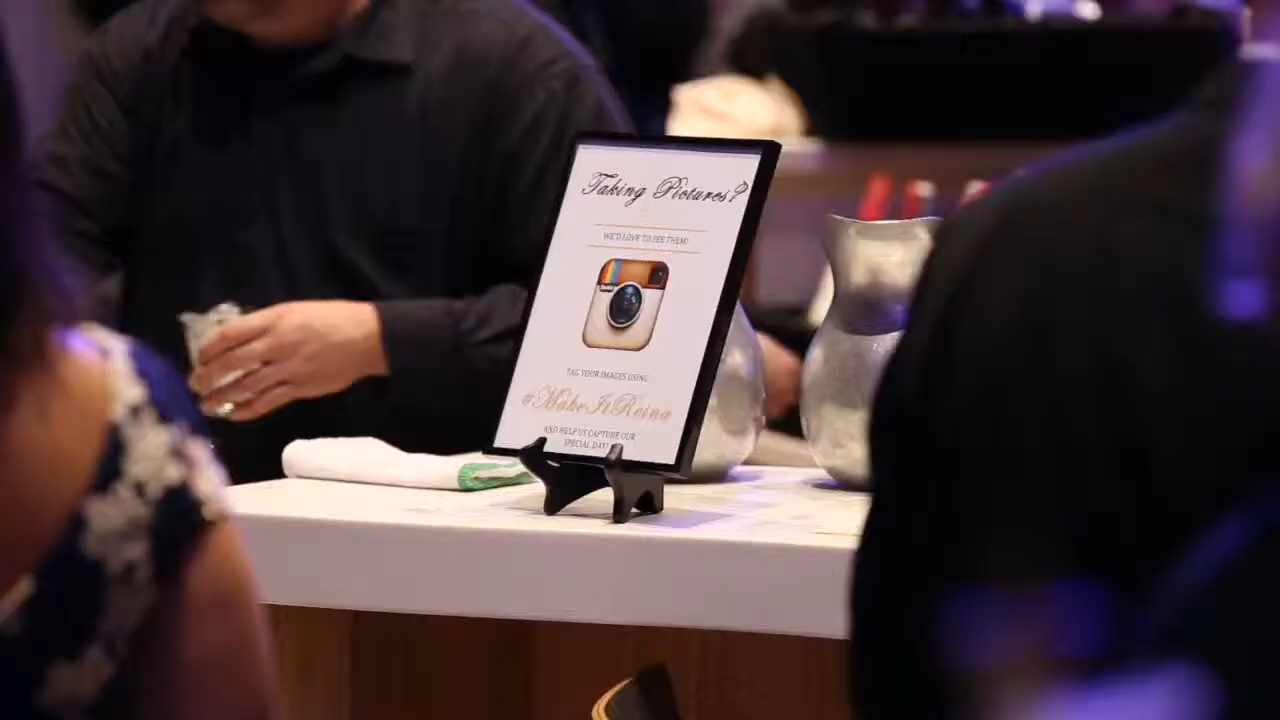 Taking Pictures?
WE'D LOVE TO SEE THEM!
TAG YOUR IMAGES USING
#MakeItReina
AND HELP US CAPTURE OUR
SPECIAL DAY!